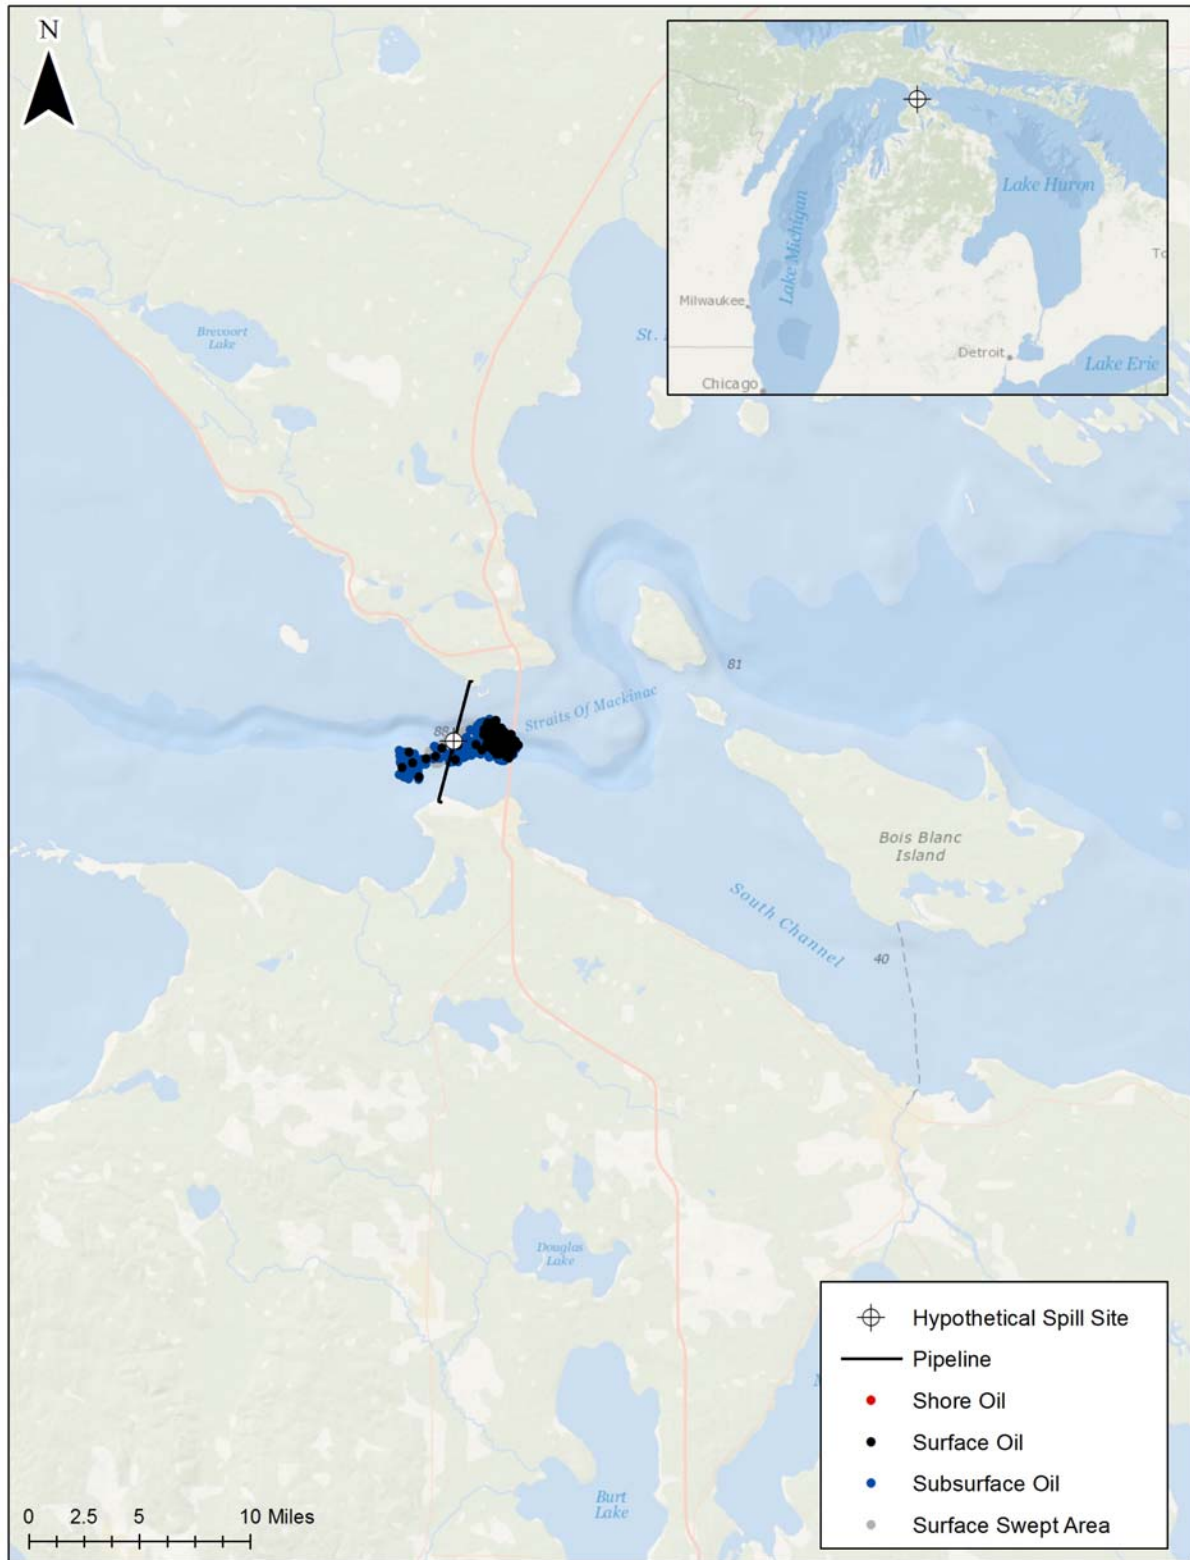 N
Lake Huron
Lake Michigan
Milwaukee
Detroit
Lake Erie
Chicago
Brevoort
Lake
St.
81
Straits Of Mackinac
88
Bois Blanc
Island
South Channel
40
Douglas
Lake
Burt
Lake
Hypothetical Spill Site
Pipeline
Shore Oil
Surface Oil
Subsurface Oil
Surface Swept Area
0 2.5 5 10 Miles